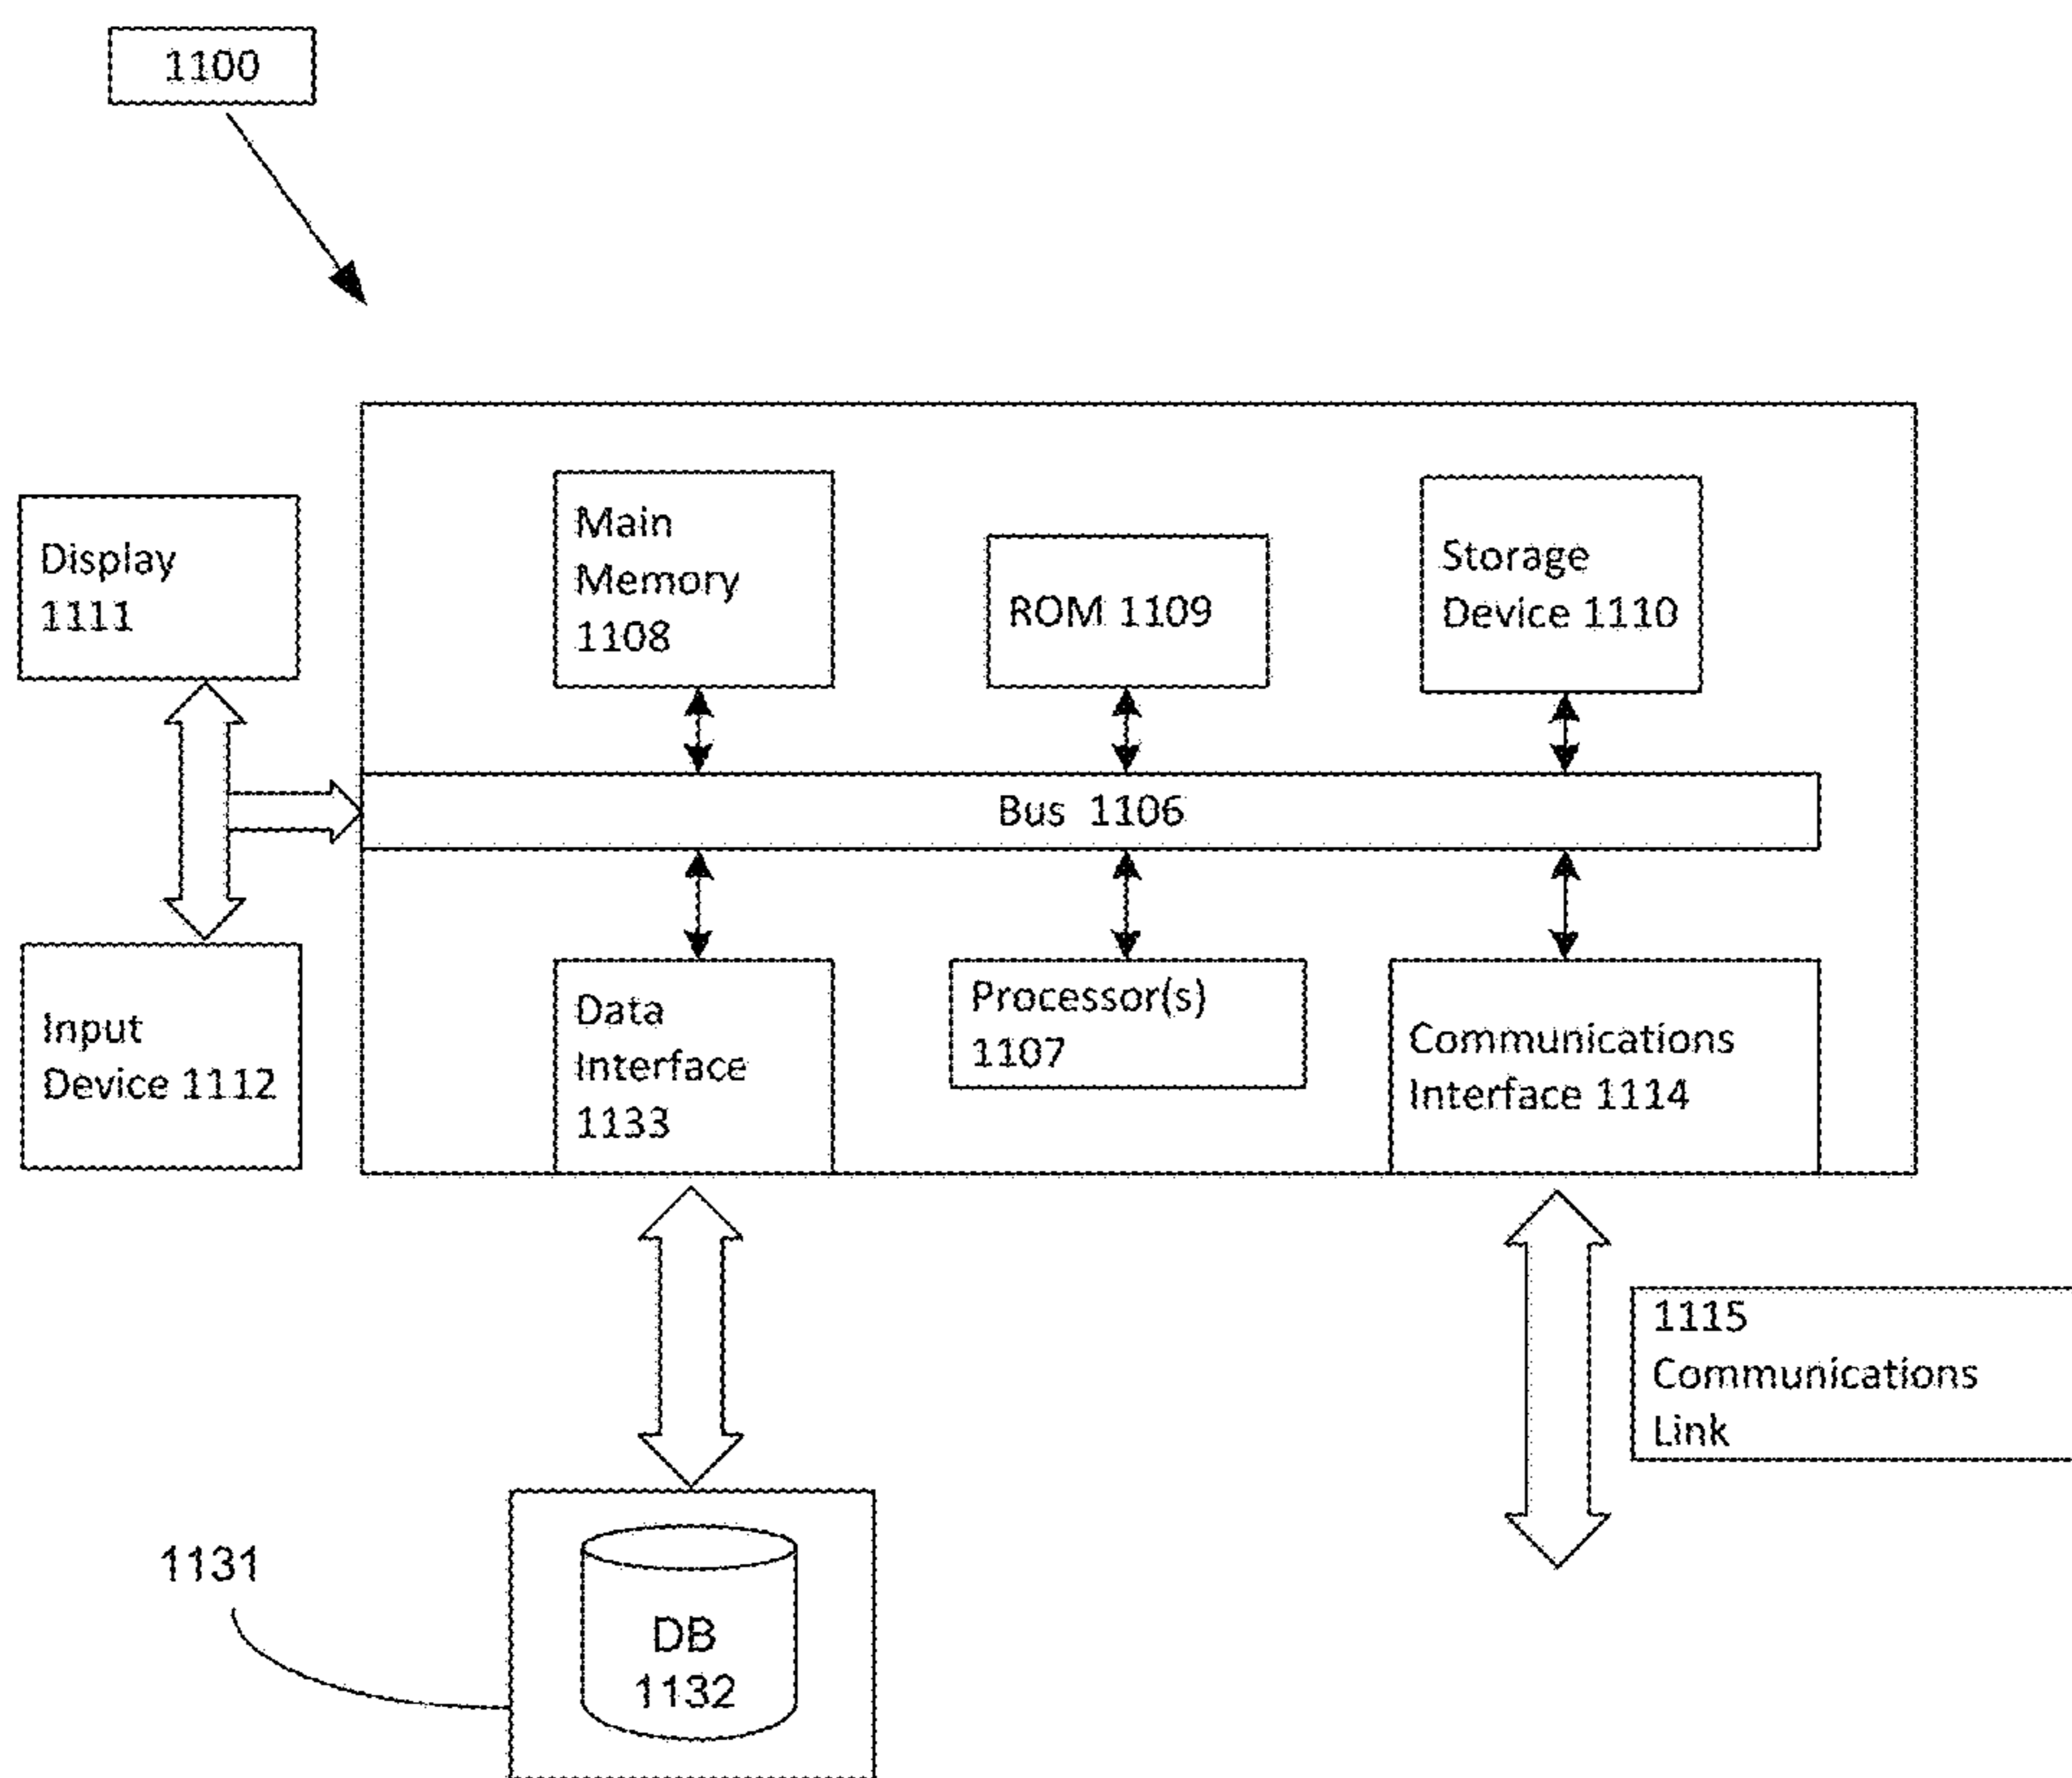 1100
Display
1111
Main
Memory
1108
ROM 1109
Storage
Device 1110
Bus 1106
Input
Device 1112
Data
Interface
1133
Processor(s)
1107
Communications
Interface 1114
1115
Communications
Link
1131
DB
1132